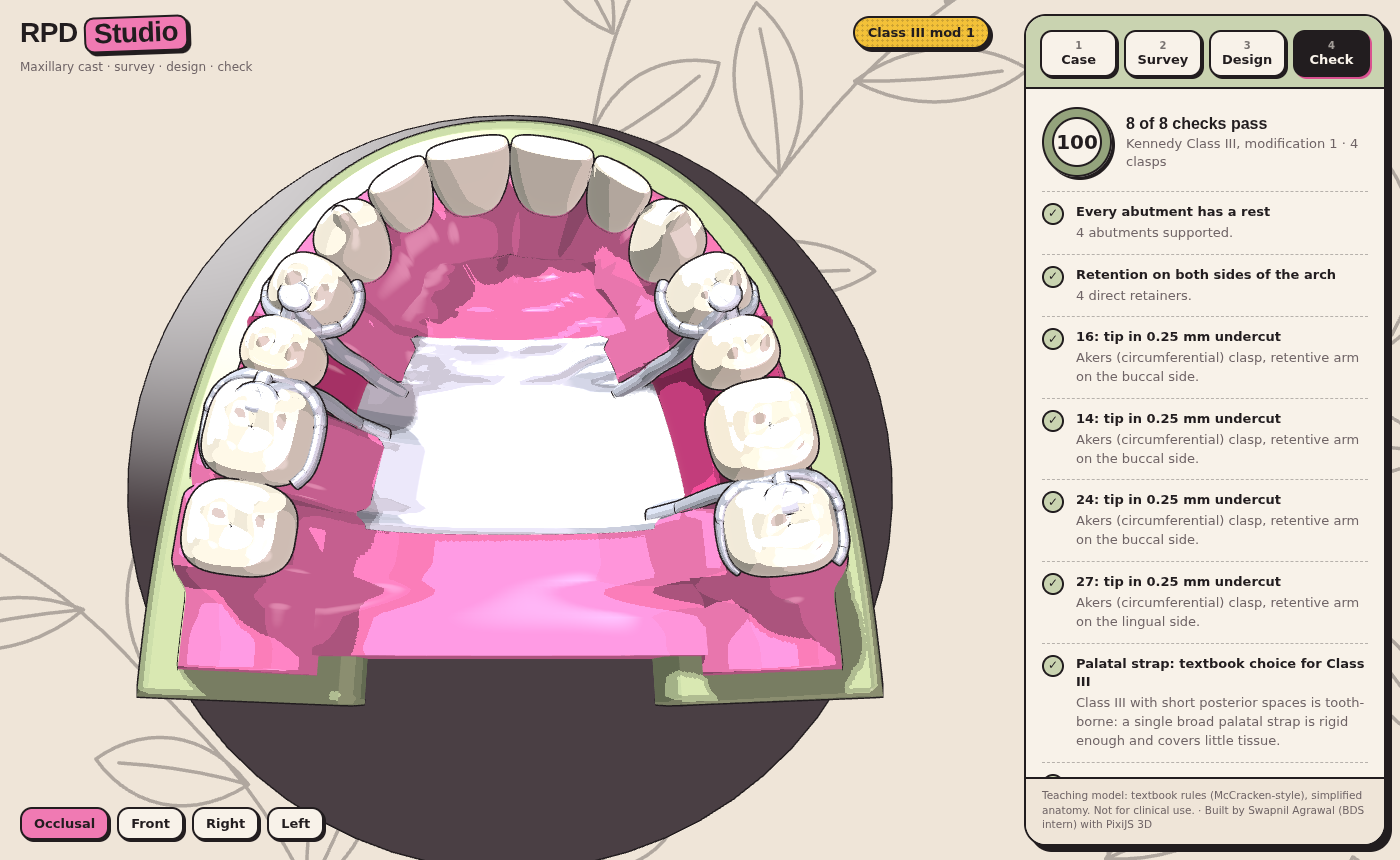 RPD Studio
Maxillary cast · survey · design · check
Class III mod 1
1
Case
2
Survey
3
Design
4
Check
100
8 of 8 checks pass
Kennedy Class III, modification 1 · 4
clasps
✓
Every abutment has a rest
4 abutments supported.
✓
Retention on both sides of the arch
4 direct retainers.
✓
16: tip in 0.25 mm undercut
Akers (circumferential) clasp, retentive arm
on the buccal side.
✓
14: tip in 0.25 mm undercut
Akers (circumferential) clasp, retentive arm
on the buccal side.
✓
24: tip in 0.25 mm undercut
Akers (circumferential) clasp, retentive arm
on the buccal side.
✓
27: tip in 0.25 mm undercut
Akers (circumferential) clasp, retentive arm
on the lingual side.
✓
Palatal strap: textbook choice for Class
III
Class III with short posterior spaces is tooth-
borne: a single broad palatal strap is rigid
enough and covers little tissue.
Teaching model: textbook rules (McCracken-style), simplified
anatomy. Not for clinical use. · Built by Swapnil Agrawal (BDS
intern) with PixiJS 3D
Occlusal
Front
Right
Left